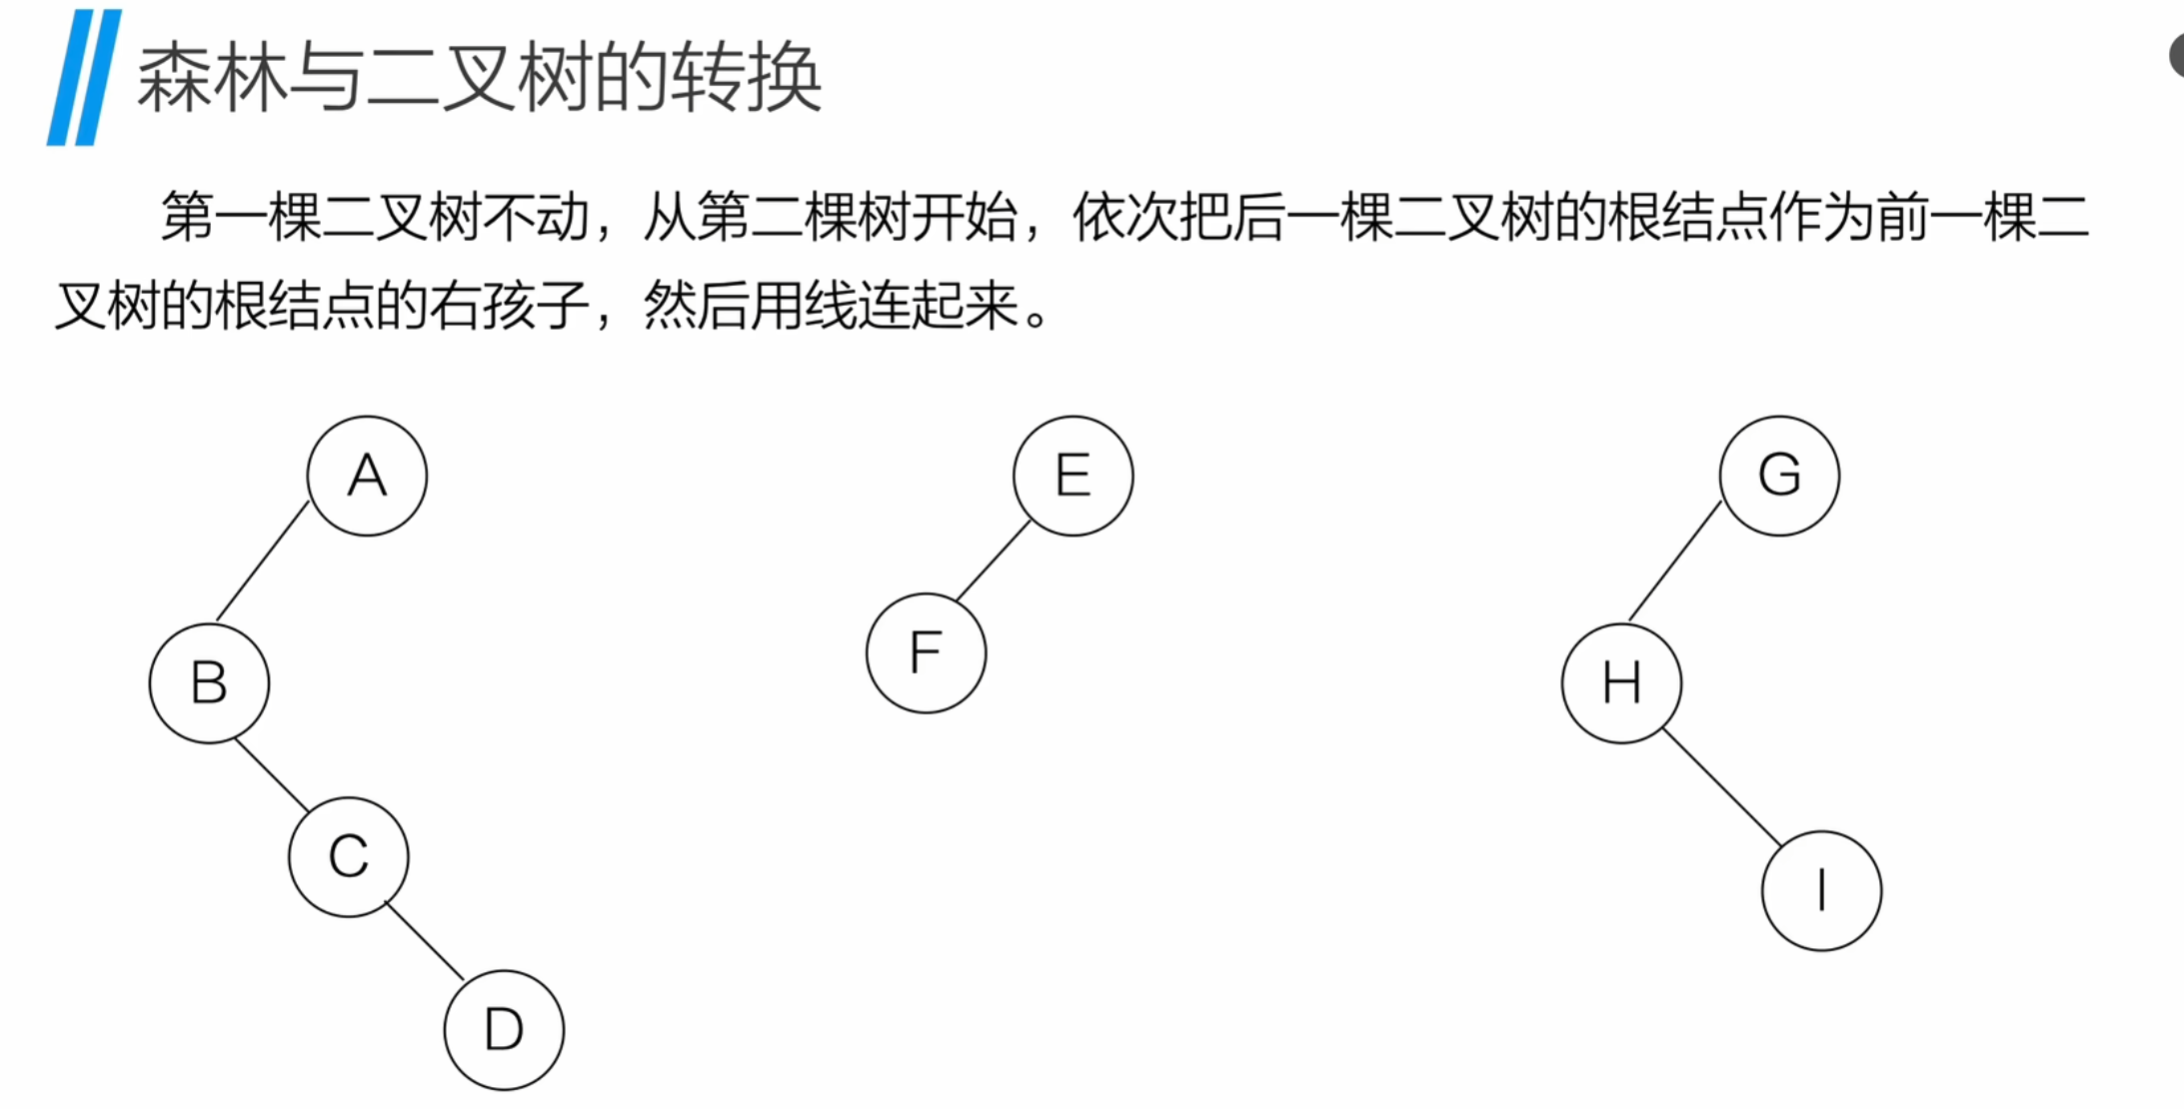 森林与二叉树的转换
第一棵二叉树不动，从第二棵树开始，依次把后一棵二叉树的根结点作为前一棵二
叉树的根结点的右孩子，然后用线连起来。
A
E
G
F
B
H
C
I
D